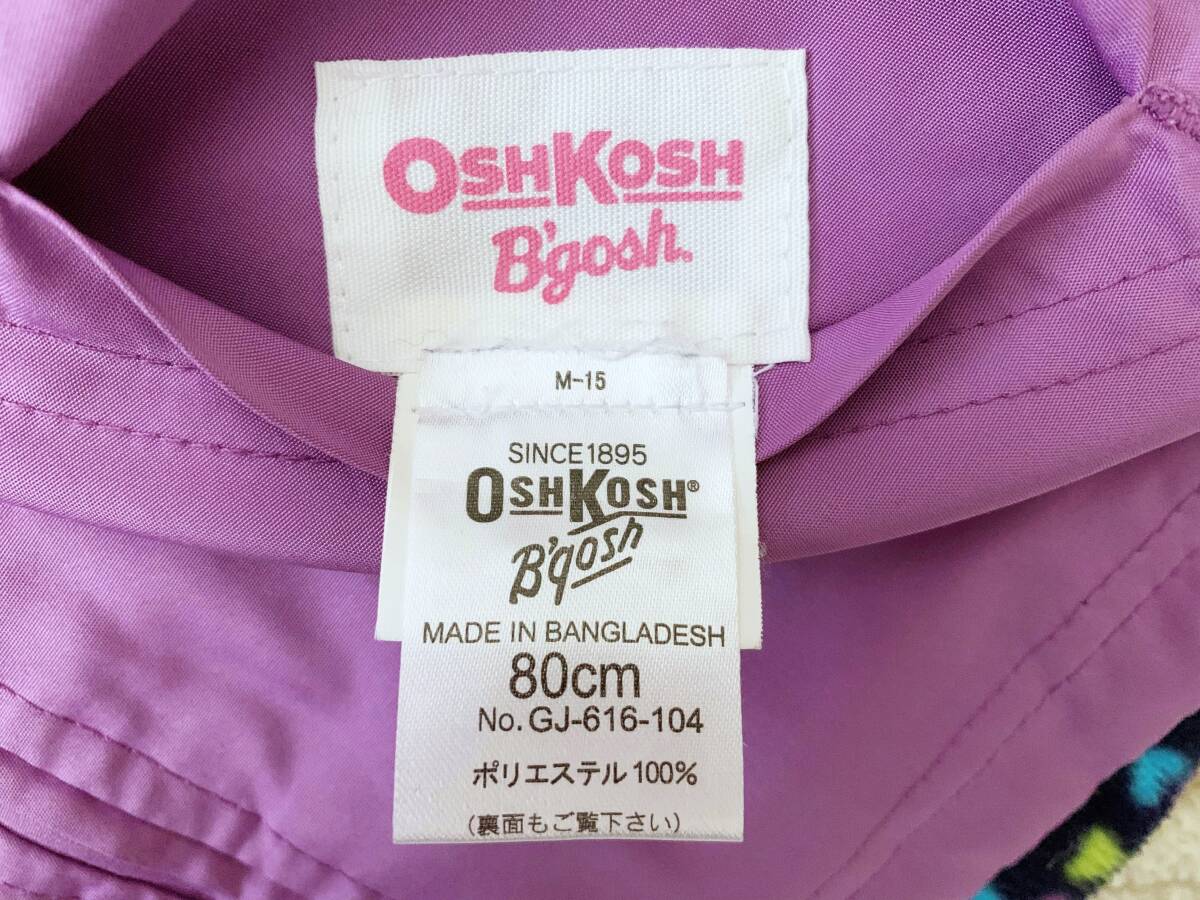 OSHKOSH
B'gosh.
M-15
SINCE1895
OSHKOSH®
B'gosh
MADE IN BANGLADESH
80cm
No. GJ-616-104
ポリエステル100%
(裏面もご覧下さい)